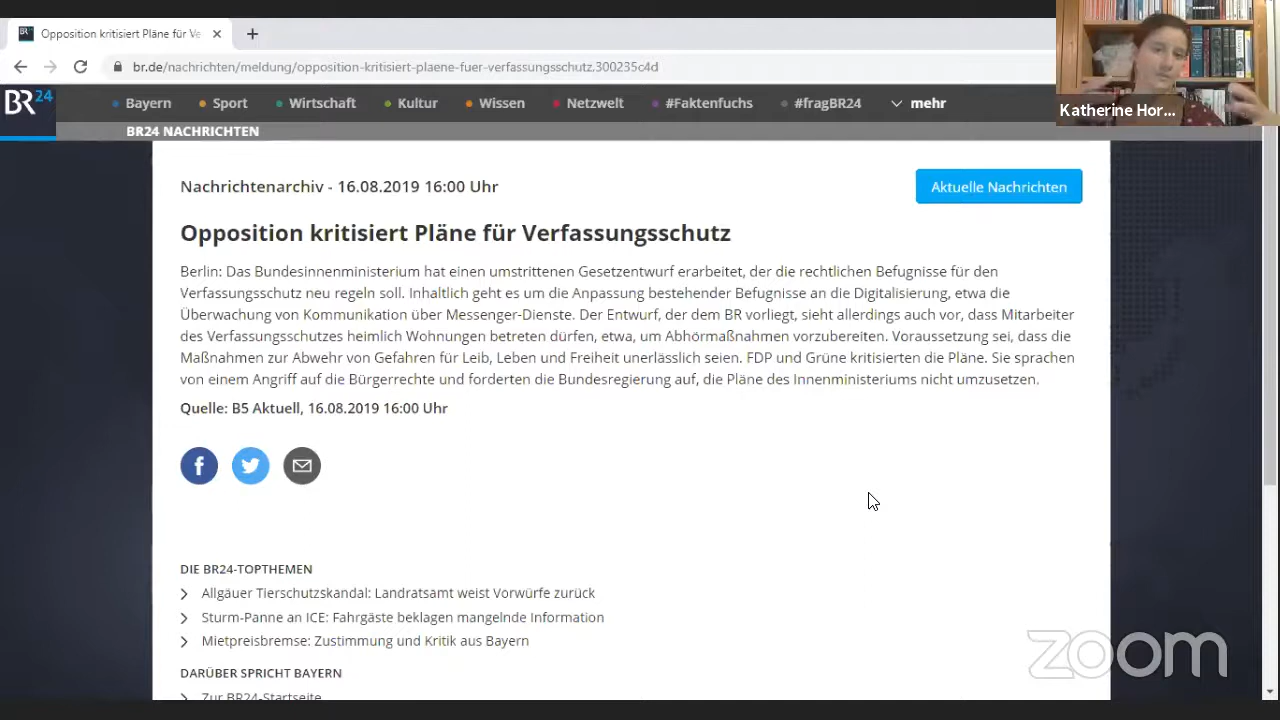 Opposition kritisiert Pläne für Ve
br.de/nachrichten/meldung/opposition-kritisiert-plaene-fuer-verfassungsschutz,300235c4d
BR24
Bayern Sport Wirtschaft Kultur Wissen Netzwelt #Faktenfuchs #fragBR24 mehr
Katherine Hor...
BR24 NACHRICHTEN
Nachrichtenarchiv - 16.08.2019 16:00 Uhr
Aktuelle Nachrichten
Opposition kritisiert Pläne für Verfassungsschutz
Berlin: Das Bundesinnenministerium hat einen umstrittenen Gesetzentwurf erarbeitet, der die rechtlichen Befugnisse für den
Verfassungsschutz neu regeln soll. Inhaltlich geht es um die Anpassung bestehender Befugnisse an die Digitalisierung, etwa die
Überwachung von Kommunikation über Messenger-Dienste. Der Entwurf, der dem BR vorliegt, sieht allerdings auch vor, dass Mitarbeiter
des Verfassungsschutzes heimlich Wohnungen betreten dürfen, etwa, um Abhörmaßnahmen vorzubereiten. Voraussetzung sei, dass die
Maßnahmen zur Abwehr von Gefahren für Leib, Leben und Freiheit unerlässlich seien. FDP und Grüne kritisierten die Pläne. Sie sprachen
von einem Angriff auf die Bürgerrechte und forderten die Bundesregierung auf, die Pläne des Innenministeriums nicht umzusetzen.
Quelle: B5 Aktuell, 16.08.2019 16:00 Uhr
DIE BR24-TOPTHEMEN
Allgäuer Tierschutzskandal: Landratsamt weist Vorwürfe zurück
Sturm-Panne an ICE: Fahrgäste beklagen mangelnde Information
Mietpreisbremse: Zustimmung und Kritik aus Bayern
DARÜBER SPRICHT BAYERN
Zur BR24-Startseite
zoom